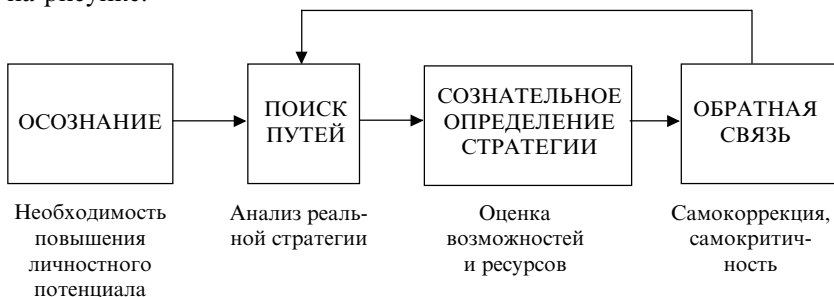 на рисунке.
ОСОЗНАНИЕ
ПОИСК
ПУТЕЙ
СОЗНАТЕЛЬНОЕ
ОПРЕДЕЛЕНИЕ
СТРАТЕГИИ
ОБРАТНАЯ
СВЯЗЬ
Необходимость
повышения
личностного
потенциала
Анализ реаль-
ной стратегии
Оценка
возможностей
и ресурсов
Самокоррекция,
самокритич-
ность